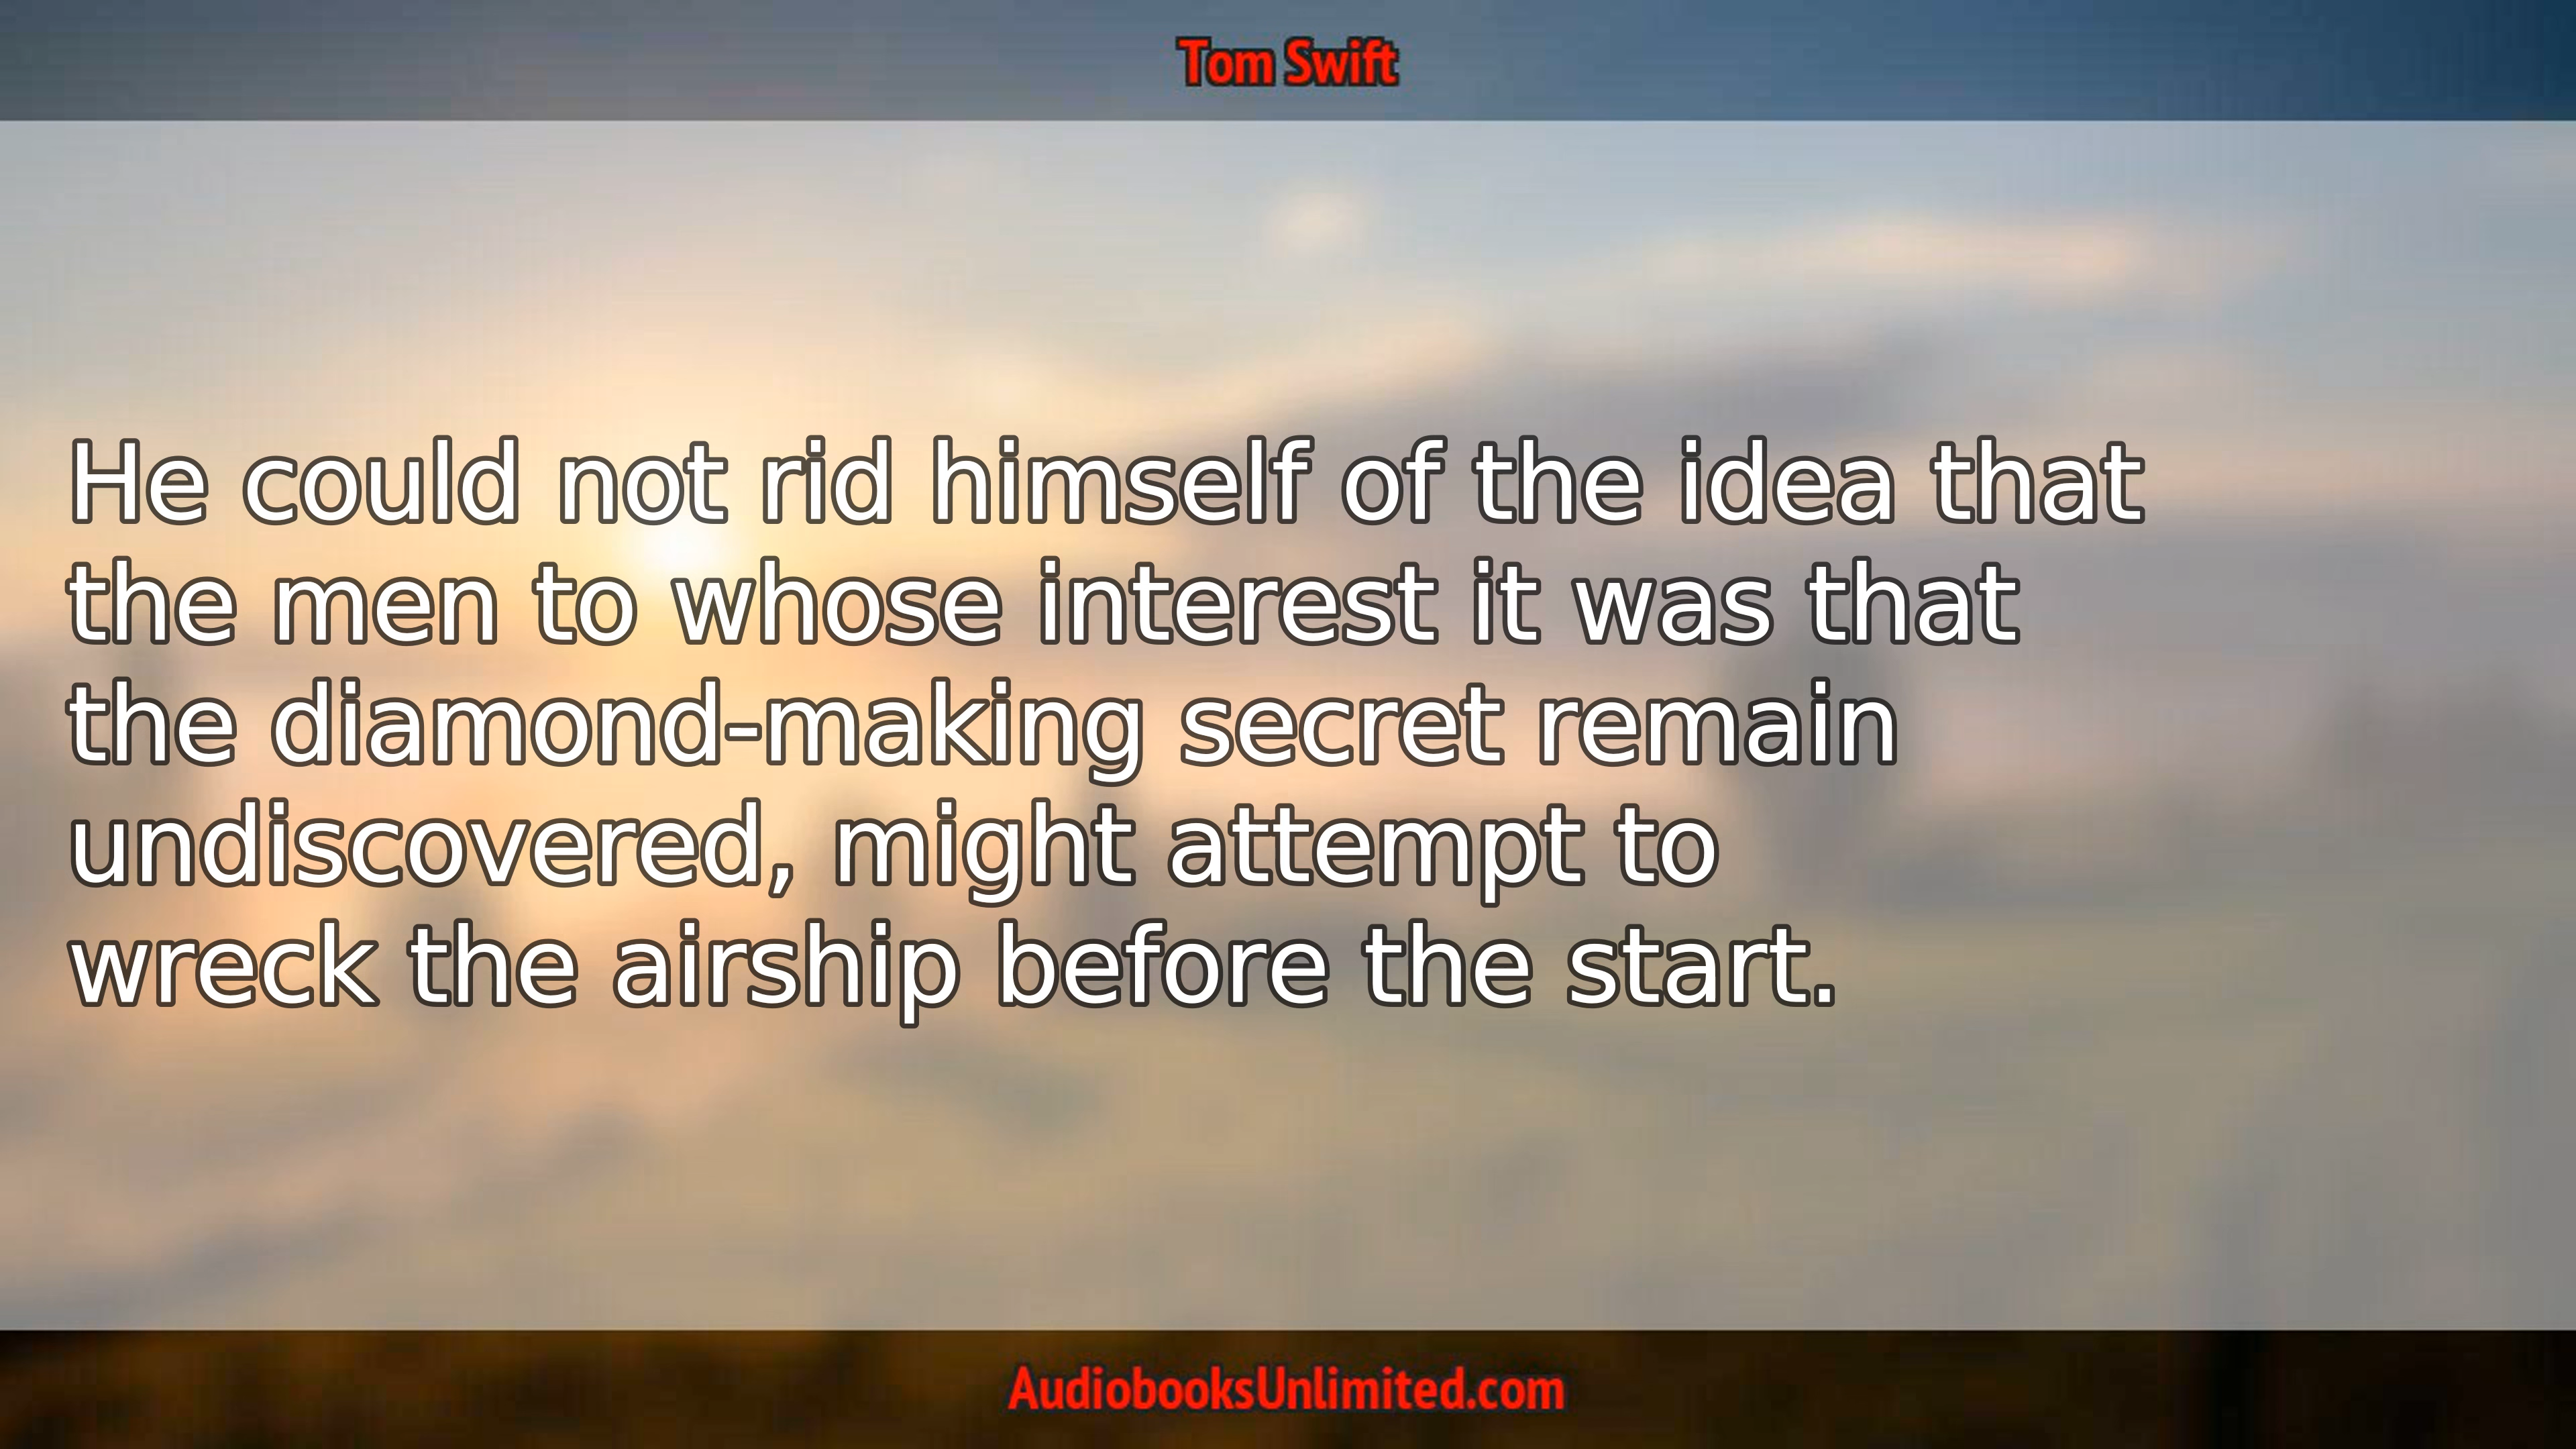 Tom Swift
He could not rid himself of the idea that
the men to whose interest it was that
the diamond-making secret remain
undiscovered, might attempt to
wreck the airship before the start.
AudiobooksUnlimited.com